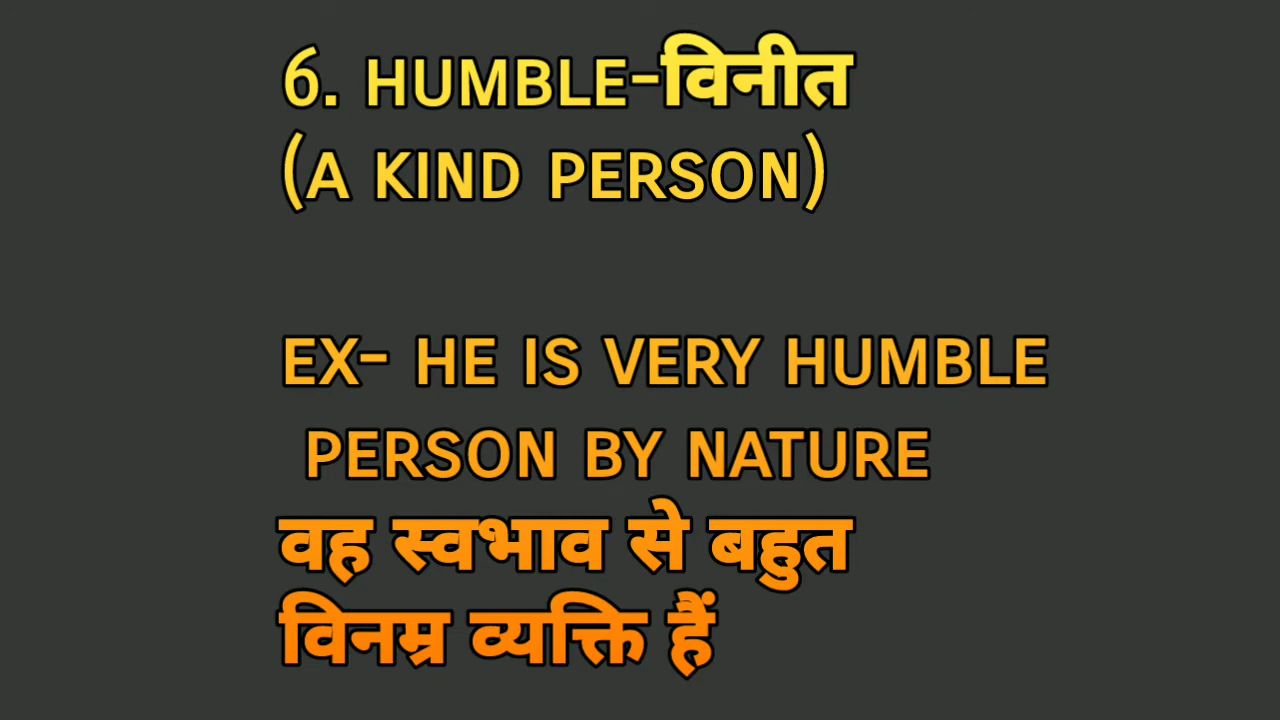 6. HUMBLE-विनीत
(A KIND PERSON)
EX- HE IS VERY HUMBLE
PERSON BY NATURE
वह स्वभाव से बहुत
विनम्र व्यक्ति हैं